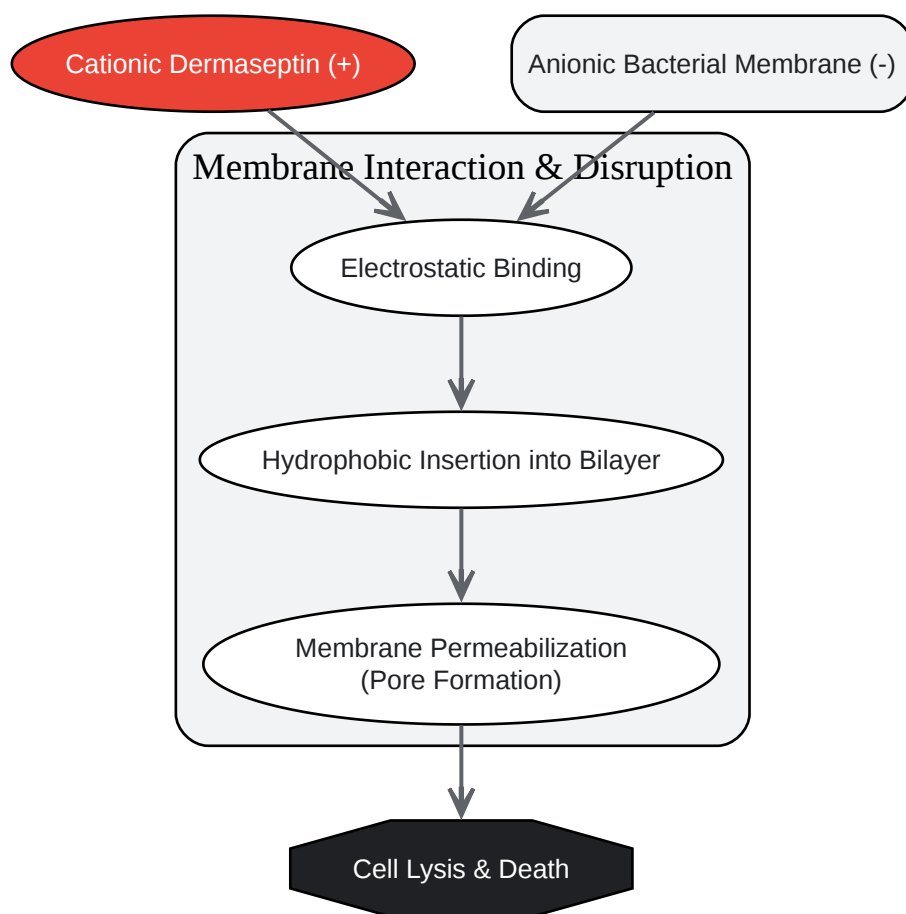 Cationic Dermaseptin (+)
Anionic Bacterial Membrane (-)
Membrane Interaction & Disruption
Electrostatic Binding
Hydrophobic Insertion into Bilayer
Membrane Permeabilization
(Pore Formation)
Cell Lysis & Death